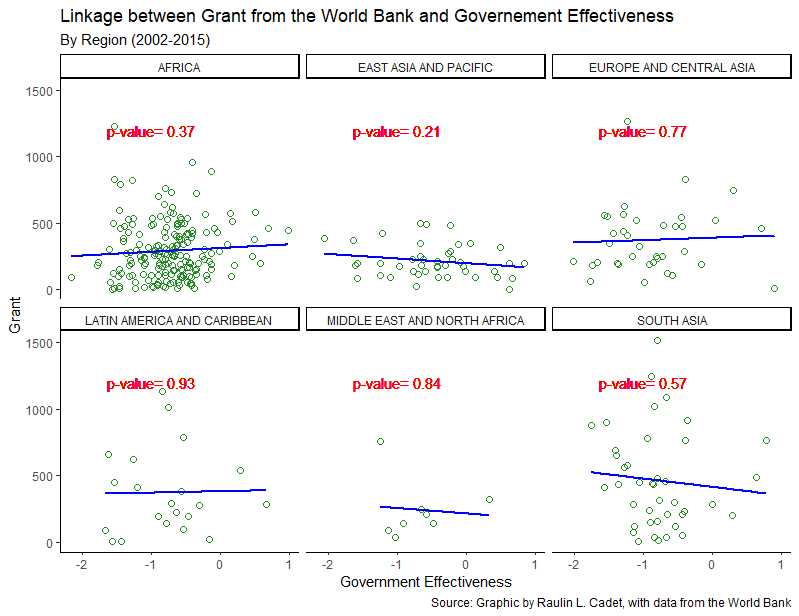 Linkage between Grant from the World Bank and Governement Effectiveness
By Region (2002-2015)
AFRICA
EAST ASIA AND PACIFIC
EUROPE AND CENTRAL ASIA
1500
1000
500
0
p-value= 0.37
p-value= 0.21
p-value= 0.77
Grant
LATIN AMERICA AND CARIBBEAN
MIDDLE EAST AND NORTH AFRICA
SOUTH ASIA
1500
1000
500
0
p-value= 0.93
p-value= 0.84
p-value= 0.57
-2 -1 0 1
-2 -1 0 1
-2 -1 0 1
Government Effectiveness
Source: Graphic by Raulin L. Cadet, with data from the World Bank